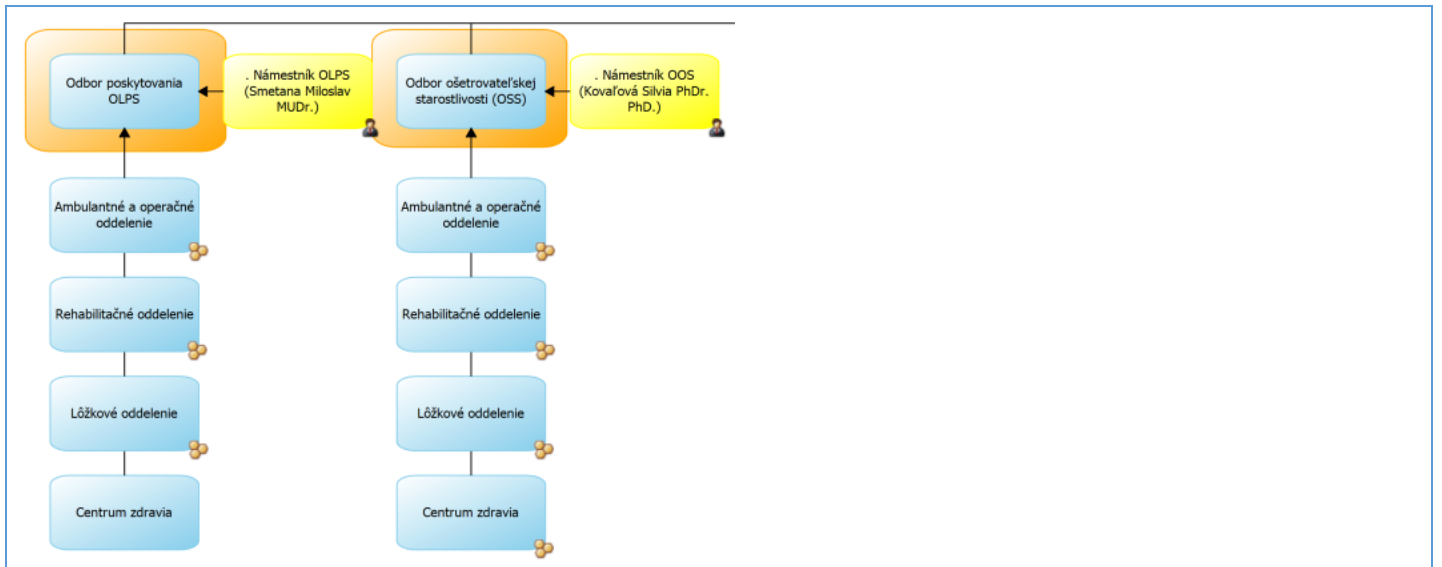 Odbor poskytovania
OLPS
. Námestník OLPS
(Smetana Miloslav
MUDr.)
Odbor ošetrovateľskej
starostlivosti (OSS)
. Námestník OOS
(Kovaľová Silvia PhDr.
PhD.)
Ambulantné a operačné
oddelenie
Ambulantné a operačné
oddelenie
Rehabilitačné oddelenie
Rehabilitačné oddelenie
Lôžkové oddelenie
Lôžkové oddelenie
Centrum zdravia
Centrum zdravia